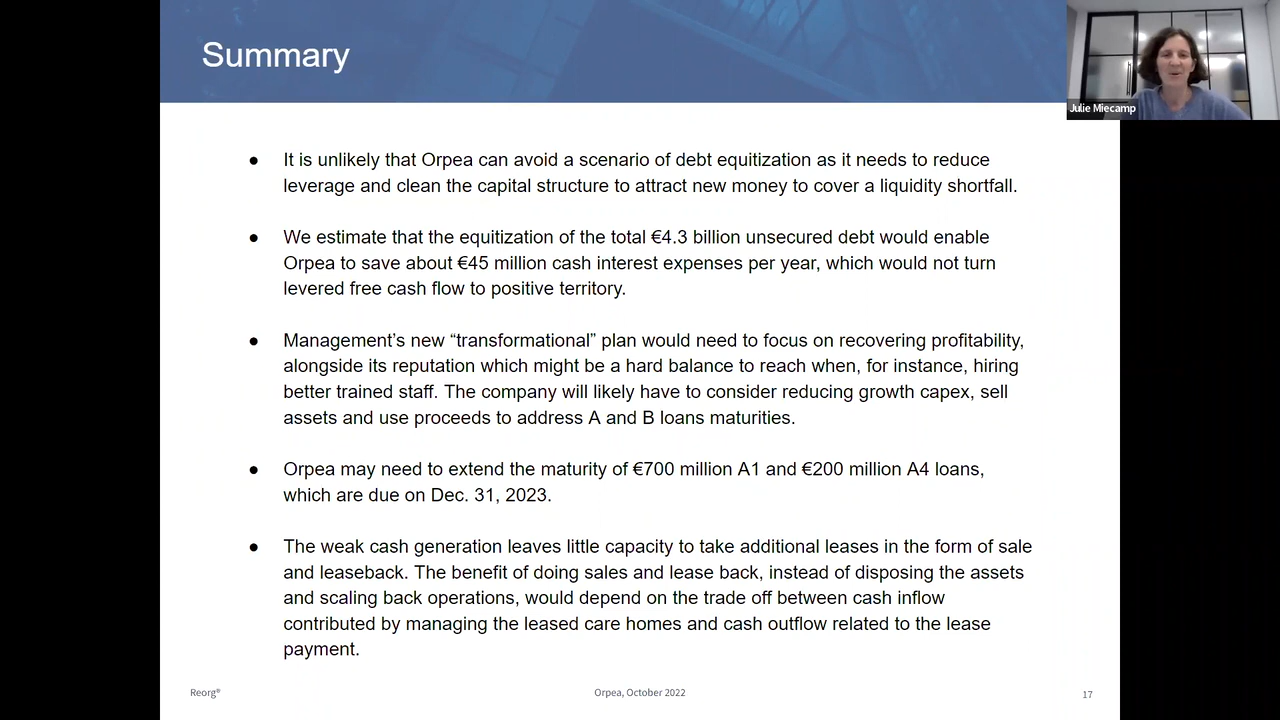 Summary
Julie Miecamp
● It is unlikely that Orpea can avoid a scenario of debt equitization as it needs to reduce
leverage and clean the capital structure to attract new money to cover a liquidity shortfall.
● We estimate that the equitization of the total €4.3 billion unsecured debt would enable
Orpea to save about €45 million cash interest expenses per year, which would not turn
levered free cash flow to positive territory.
● Management’s new “transformational” plan would need to focus on recovering profitability,
alongside its reputation which might be a hard balance to reach when, for instance, hiring
better trained staff. The company will likely have to consider reducing growth capex, sell
assets and use proceeds to address A and B loans maturities.
● Orpea may need to extend the maturity of €700 million A1 and €200 million A4 loans,
which are due on Dec. 31, 2023.
● The weak cash generation leaves little capacity to take additional leases in the form of sale
and leaseback. The benefit of doing sales and lease back, instead of disposing the assets
and scaling back operations, would depend on the trade off between cash inflow
contributed by managing the leased care homes and cash outflow related to the lease
payment.
Reorg®
Orpea, October 2022
17